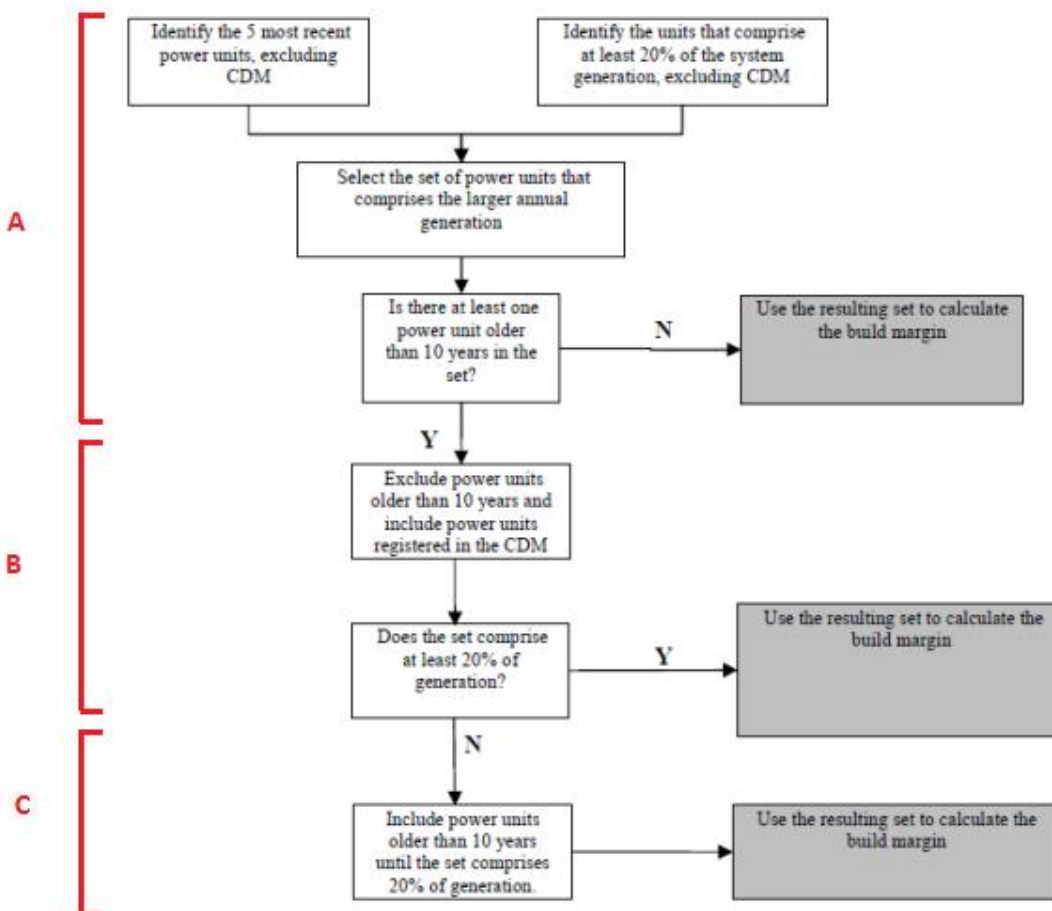 Identify the 5 most recent
power units, excluding
CDM
Identify the units that comprise
at least 20% of the system
generation, excluding CDM
A
Select the set of power units that
comprises the larger annual
generation
Is there at least one
power unit older
than 10 years in the
set?
N
Use the resulting set to calculate
the build margin
Y
B
Exclude power units
older than 10 years and
include power units
registered in the CDM
Does the set comprise
at least 20% of
generation?
Y
Use the resulting set to calculate the
build margin
N
C
Include power units
older than 10 years
until the set comprises
20% of generation.
Use the resulting set to calculate the
build margin